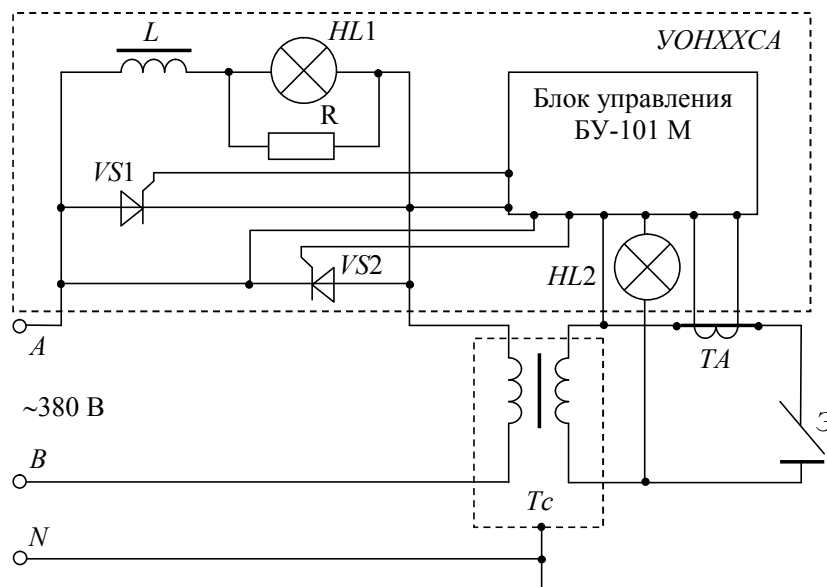 L
HL1
УОНХХСА
R
Блок управления
БУ-101 М
VS1
VS2
HL2
A
TA
~380 В
Э
B
Tc
N